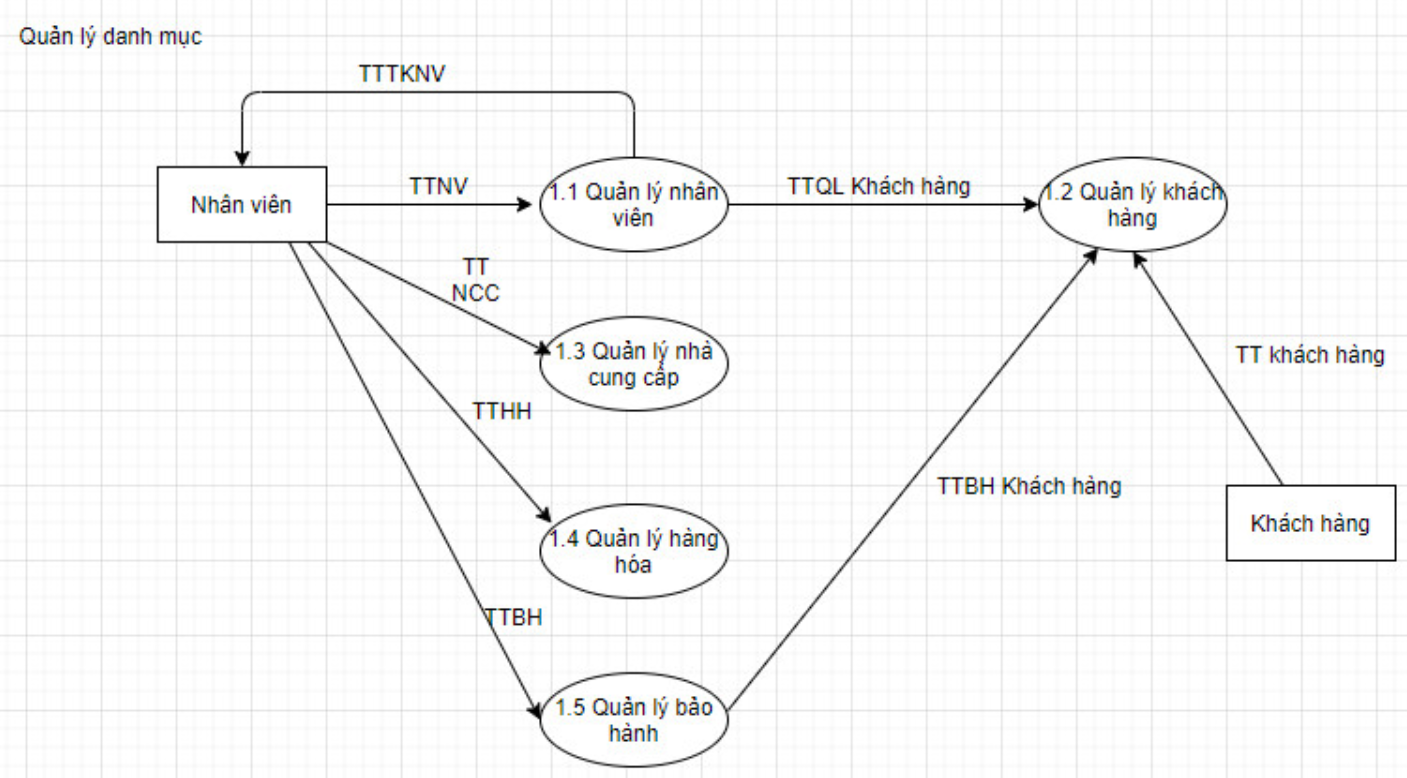 Quản lý danh mục
TTTKNV
Nhân viên
TTNV
1.1 Quản lý nhân
viên
TTQL Khách hàng
1.2 Quản lý khách
hàng
TT
NCC
1.3 Quản lý nhà
cung cấp
TT khách hàng
TTHH
TTBH Khách hàng
Khách hàng
1.4 Quản lý hàng
hóa
TTBH
1.5 Quản lý bảo
hành